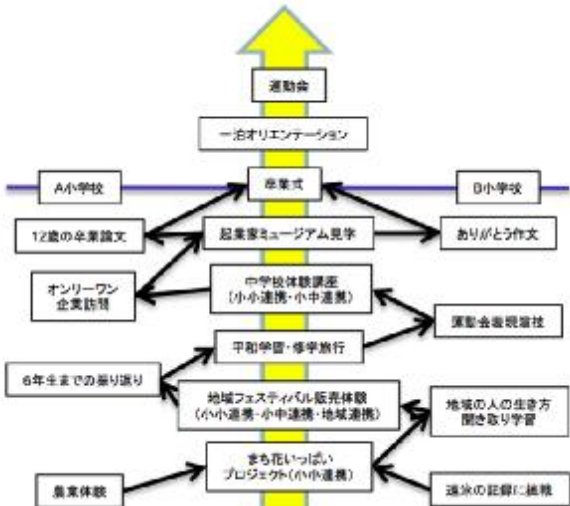 運動会
一泊オリエンテーション
A小学校
卒業式
B小学校
12歳の卒業論文
起業家ミュージアム見学
ありがとう作文
オンリーワン
企業訪問
中学校体験講座
(小小連携・小中連携)
運動会表現演技
平和学習・修学旅行
6年生までの振り返り
地域フェスティバル販売体験
(小小連携・小中連携・地域連携)
地域の人の生き方
聞き取り学習
まち花いっぱい
プロジェクト(小小連携)
農業体験
遠泳の記録に挑戦